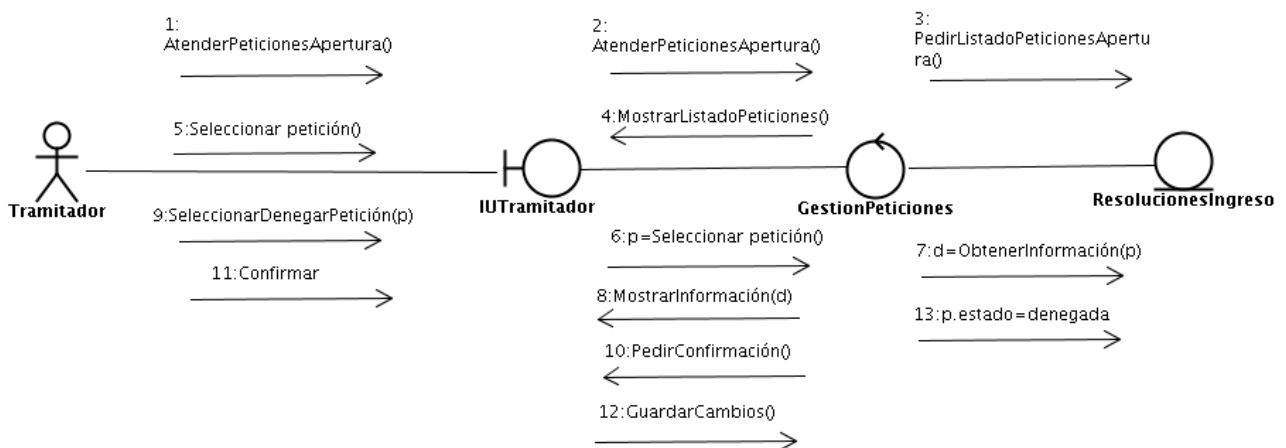 1:
AtenderPeticionesApertura()
2:
AtenderPeticionesApertura()
3:
PedirListadoPeticionesApertu
ra()
5:Seleccionar petición()
4:MostrarListadoPeticiones()
Tramitador
IUTramitador
GestionPeticiones
ResolucionesIngreso
9:SeleccionarDenegarPetición(p)
11:Confirmar
6:p=Seleccionar petición()
8:MostrarInformación(d)
10:PedirConfirmación()
12:GuardarCambios()
7:d=ObtenerInformación(p)
13:p.estado=denegada